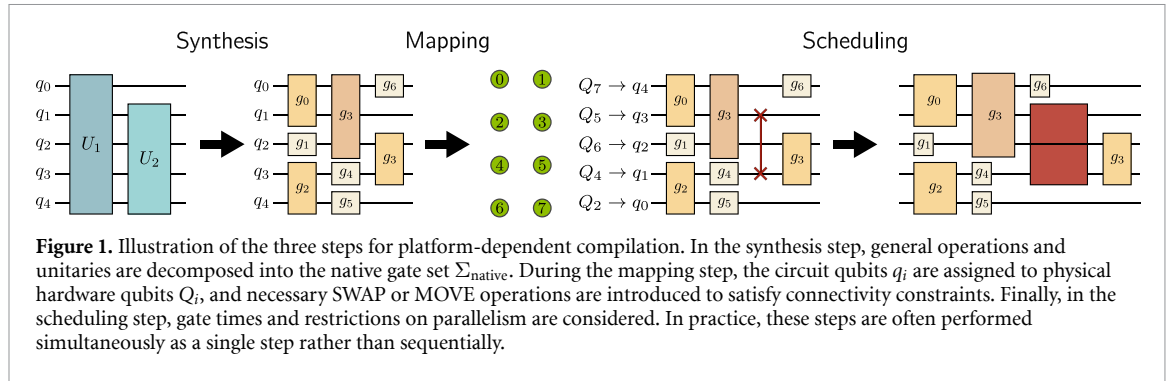 Synthesis Mapping Scheduling
q₀ q₁ q₂ q₃ q₄ U₁ U₂
q₀ q₁ q₂ q₃ q₄ g₀ g₁ g₂ g₃ g₄ g₅ g₆ g₃
0 1
2 3
4 5
6 7
Q₇ → q₄
Q₅ → q₃
Q₆ → q₂
Q₄ → q₁
Q₂ → q₀
g₀ g₁ g₂ g₃ g₄ g₅ g₆ g₃
g₀ g₁ g₂ g₃ g₄ g₅ g₆ g₃
Figure 1. Illustration of the three steps for platform-dependent compilation. In the synthesis step, general operations and
unitaries are decomposed into the native gate set Σnative. During the mapping step, the circuit qubits qᵢ are assigned to physical
hardware qubits Qᵢ, and necessary SWAP or MOVE operations are introduced to satisfy connectivity constraints. Finally, in the
scheduling step, gate times and restrictions on parallelism are considered. In practice, these steps are often performed
simultaneously as a single step rather than sequentially.